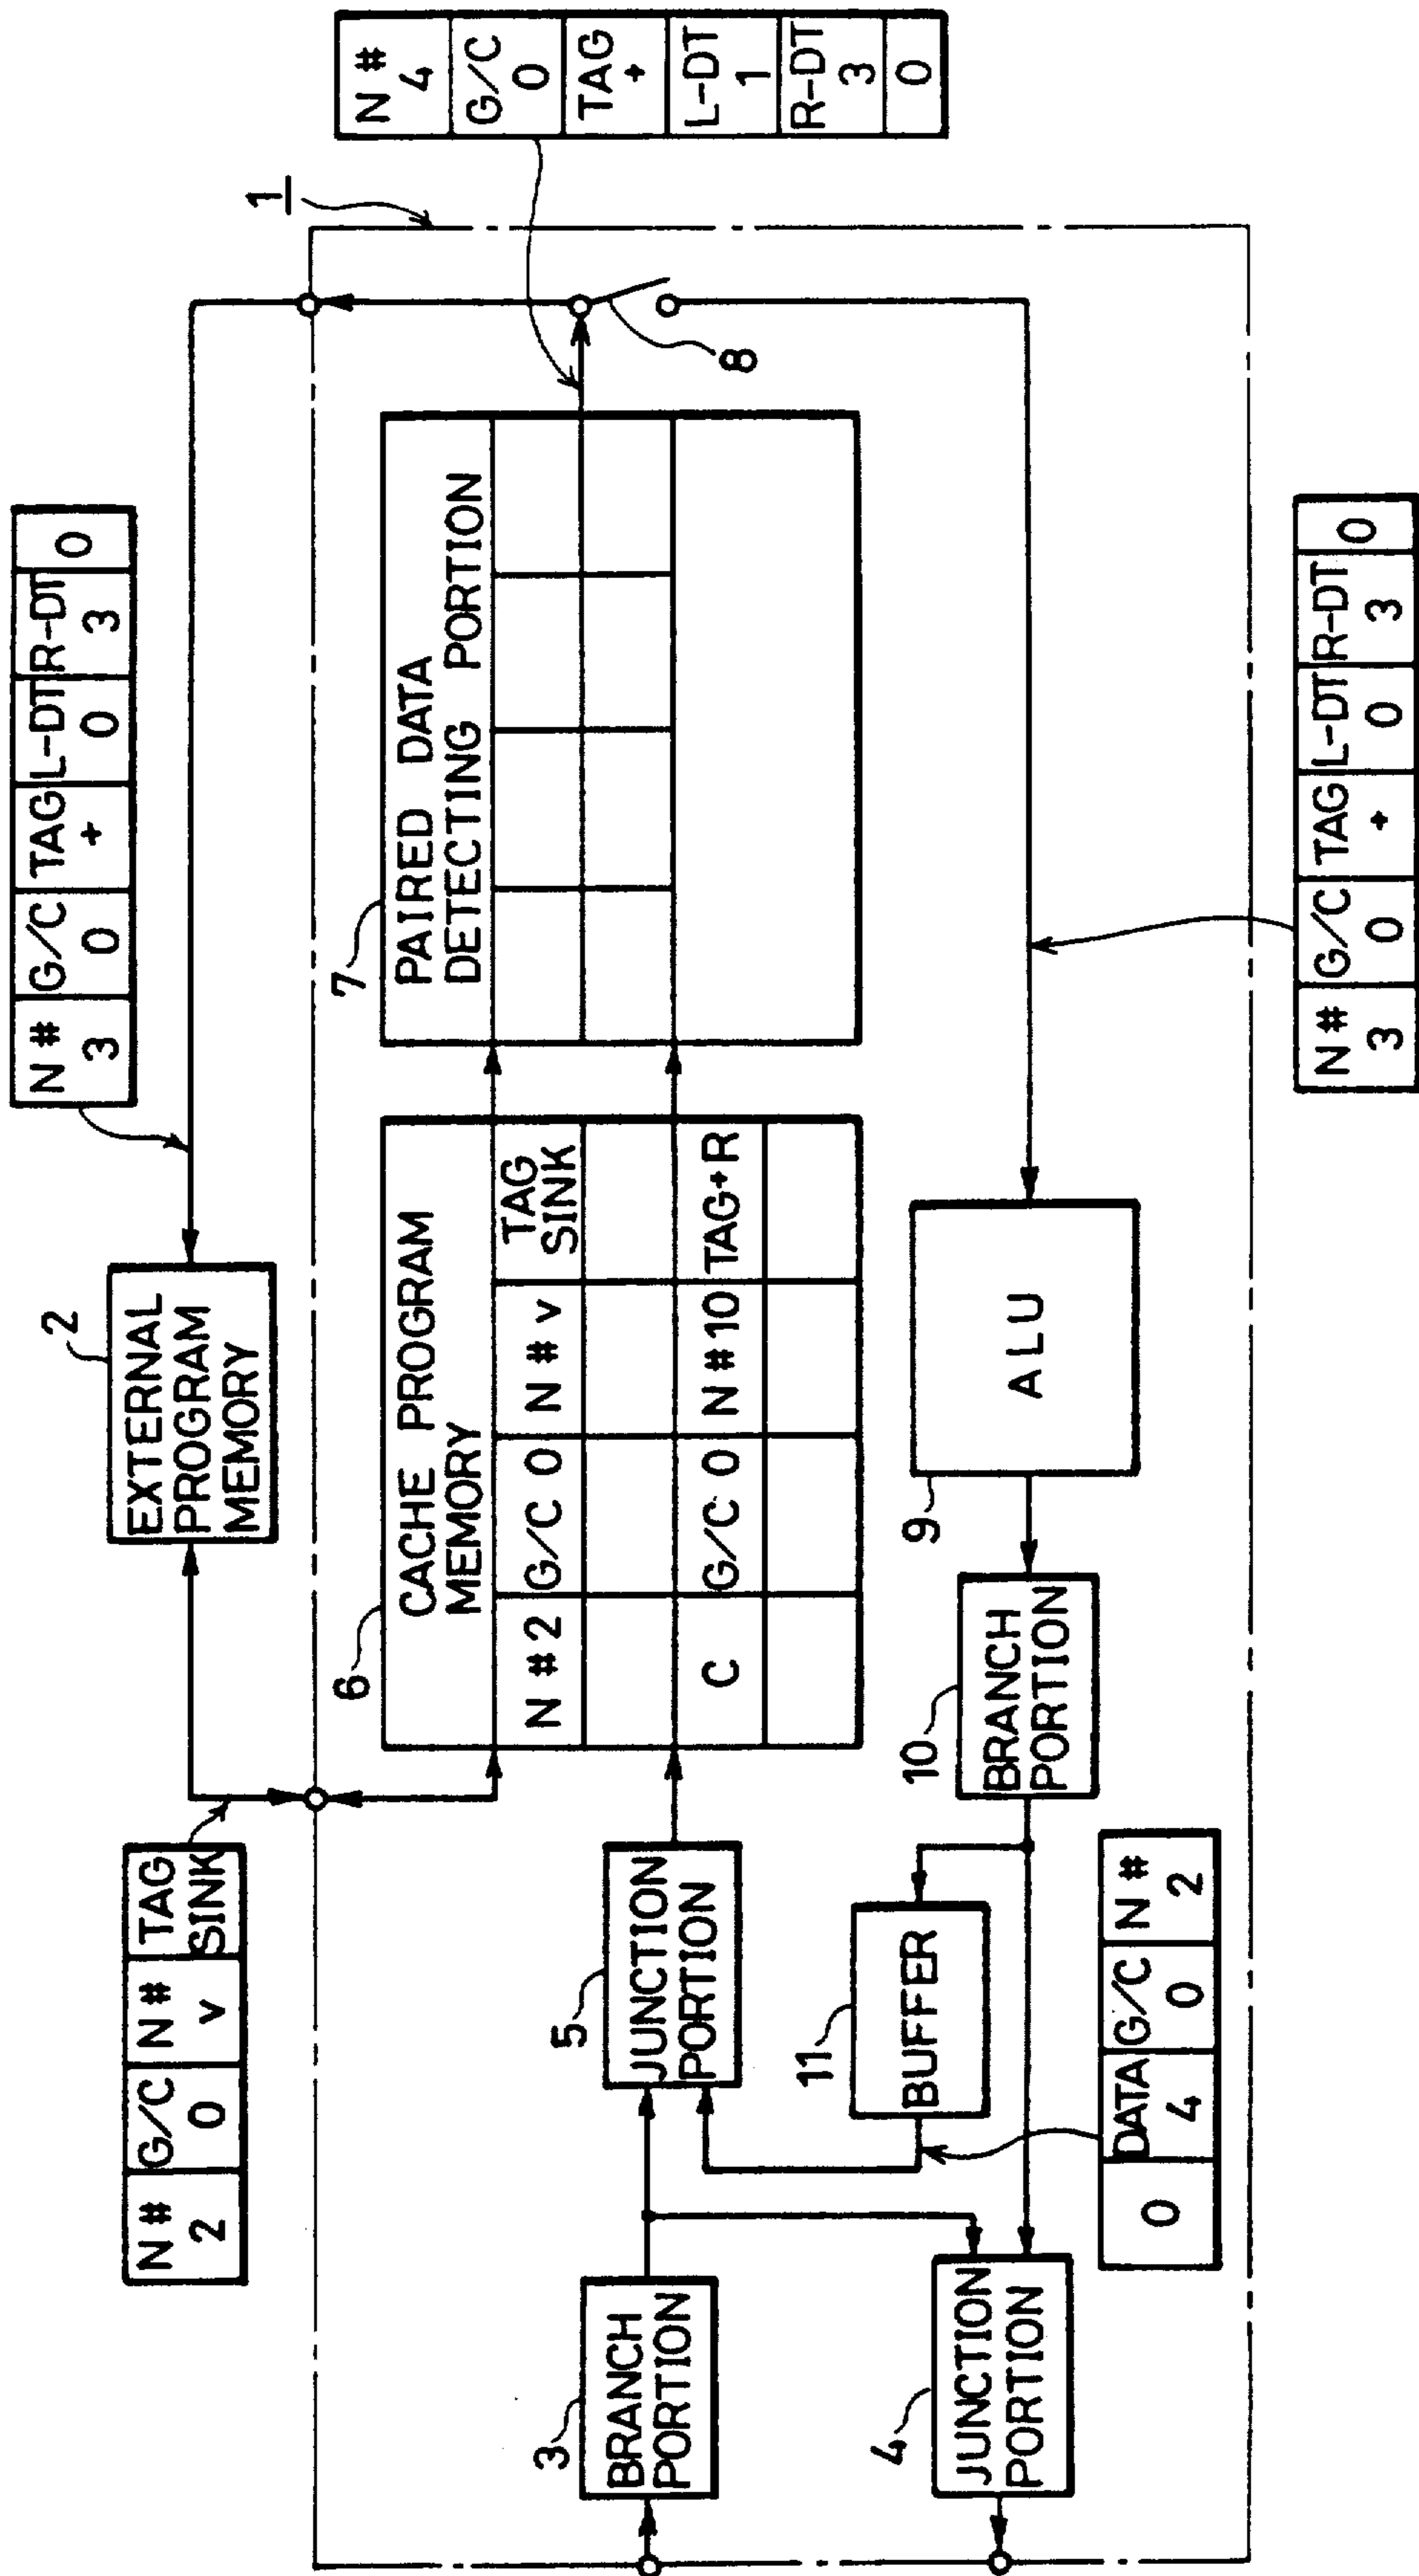 N # G/C TAG L-DT R-DT
3 0 + 0 3 0
2
EXTERNAL
PROGRAM
MEMORY
N # G/C N # TAG
2 0 v SINK
1
N # G/C TAG L-DT R-DT
4 0 + 1 3 0
6
CACHE PROGRAM
MEMORY
N #2 G/C 0 N # v TAG
SINK
C G/C 0 N #10 TAG+R
7
PAIRED DATA
DETECTING PORTION
8
3
BRANCH
PORTION
5
JUNCTION
PORTION
4
JUNCTION
PORTION
11
BUFFER
10
BRANCH
PORTION
9
ALU
DATA G/C N #
0 4 0 2
N # G/C TAG L-DT R-DT
3 0 + 0 3 0